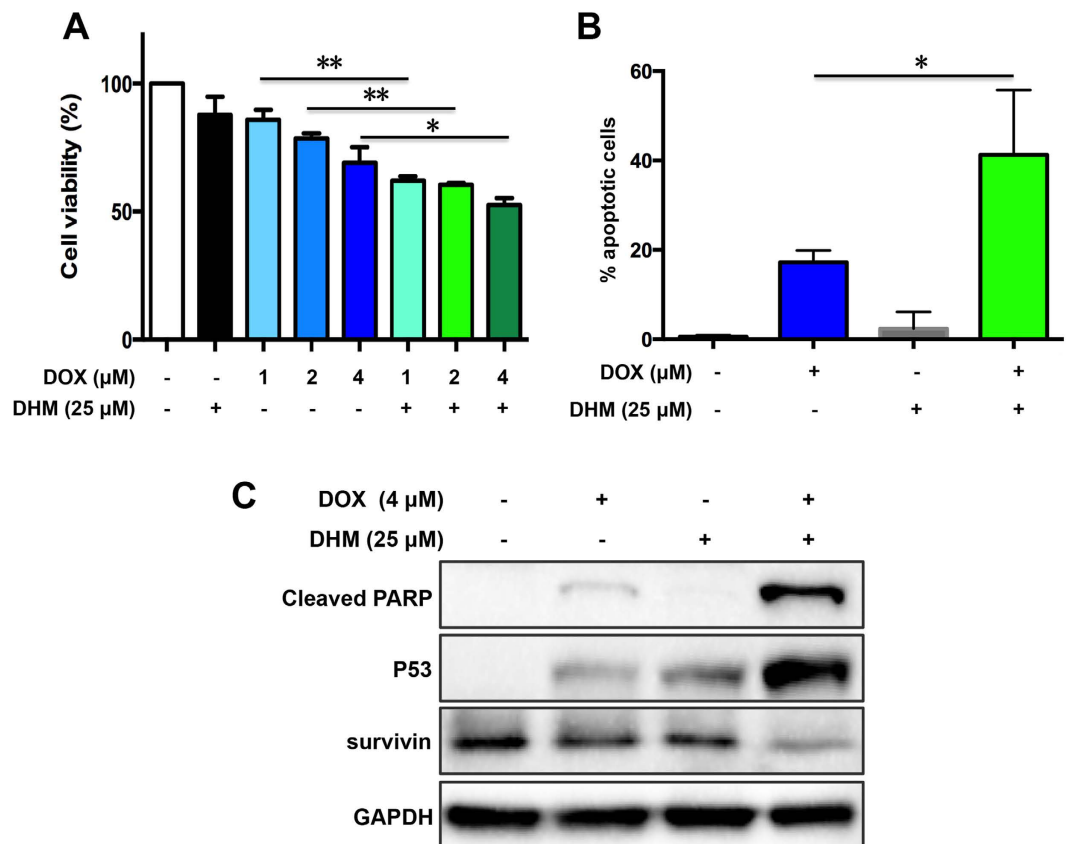 A
Cell viability (%)
100
50
0
**
**
*
DOX (µM) - - 1 2 4 1 2 4
DHM (25 µM) - + - - - + + +
B
% apoptotic cells
60
40
20
0
*
DOX (µM) - + - +
DHM (25 µM) - - + +
C
DOX (4 µM) - + - +
DHM (25 µM) - - + +
Cleaved PARP
P53
survivin
GAPDH